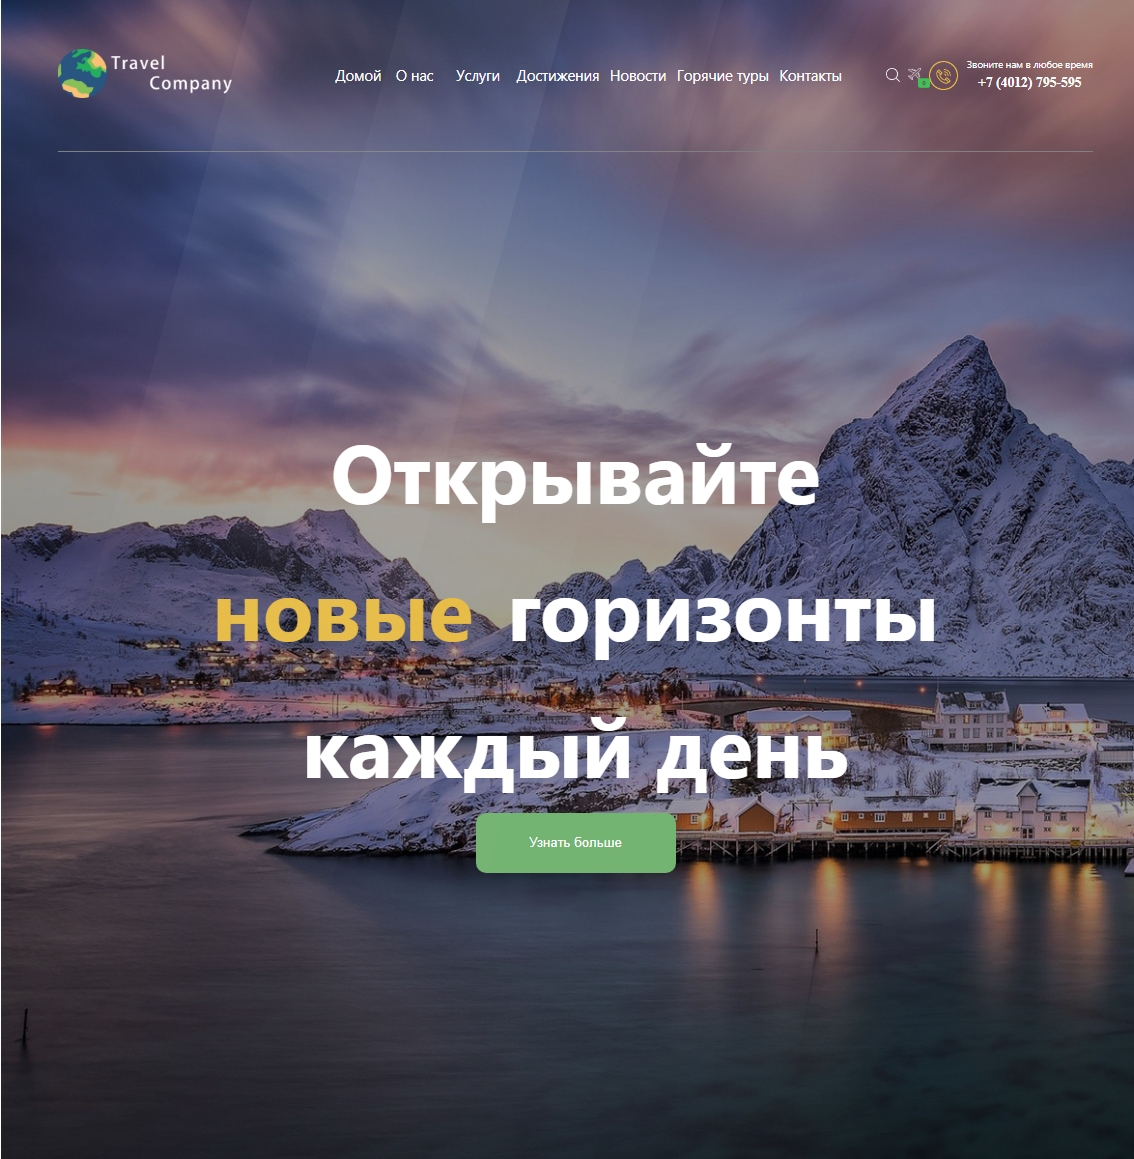 Travel
Company
Домой О нас Услуги Достижения Новости Горячие туры Контакты
Звоните нам в любое время
+7 (4012) 795-595
Открывайте
новые горизонты
каждый день
Узнать больше